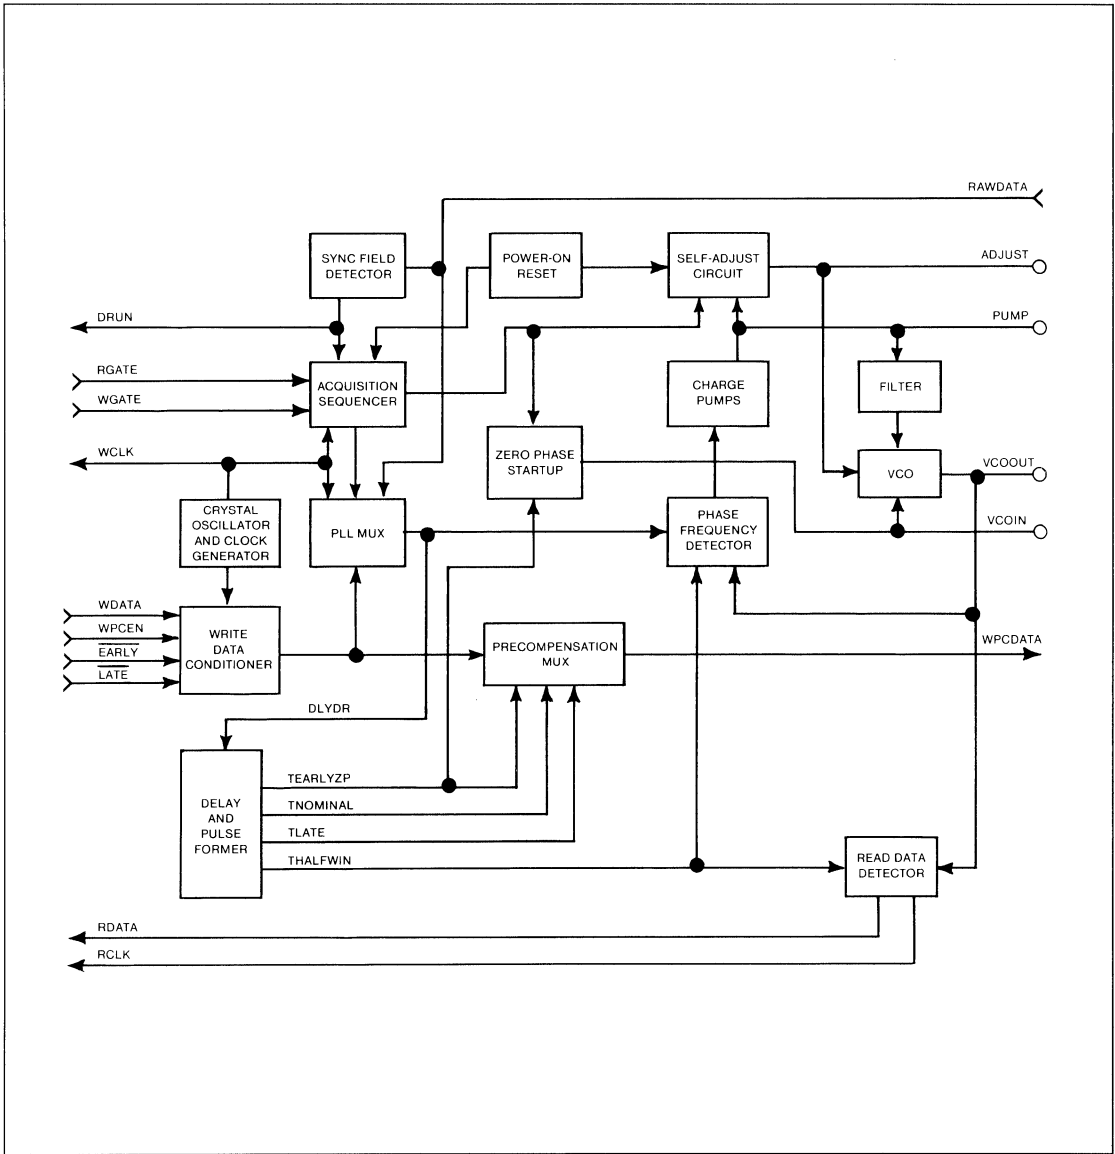 RAWDATA
SYNC FIELD
DETECTOR
POWER-ON
RESET
SELF-ADJUST
CIRCUIT
ADJUST
DRUN
PUMP
RGATE
WGATE
ACQUISITION
SEQUENCER
CHARGE
PUMPS
FILTER
WCLK
ZERO PHASE
STARTUP
VCO
VCOOUT
CRYSTAL
OSCILLATOR
AND CLOCK
GENERATOR
PLL MUX
PHASE
FREQUENCY
DETECTOR
VCOIN
WDATA
WPCEN
EARLY
LATE
WRITE
DATA
CONDITIONER
PRECOMPENSATION
MUX
WPCDATA
DLYDR
DELAY
AND
PULSE
FORMER
TEARLYZP
TNOMINAL
TLATE
THALFWIN
READ DATA
DETECTOR
RDATA
RCLK